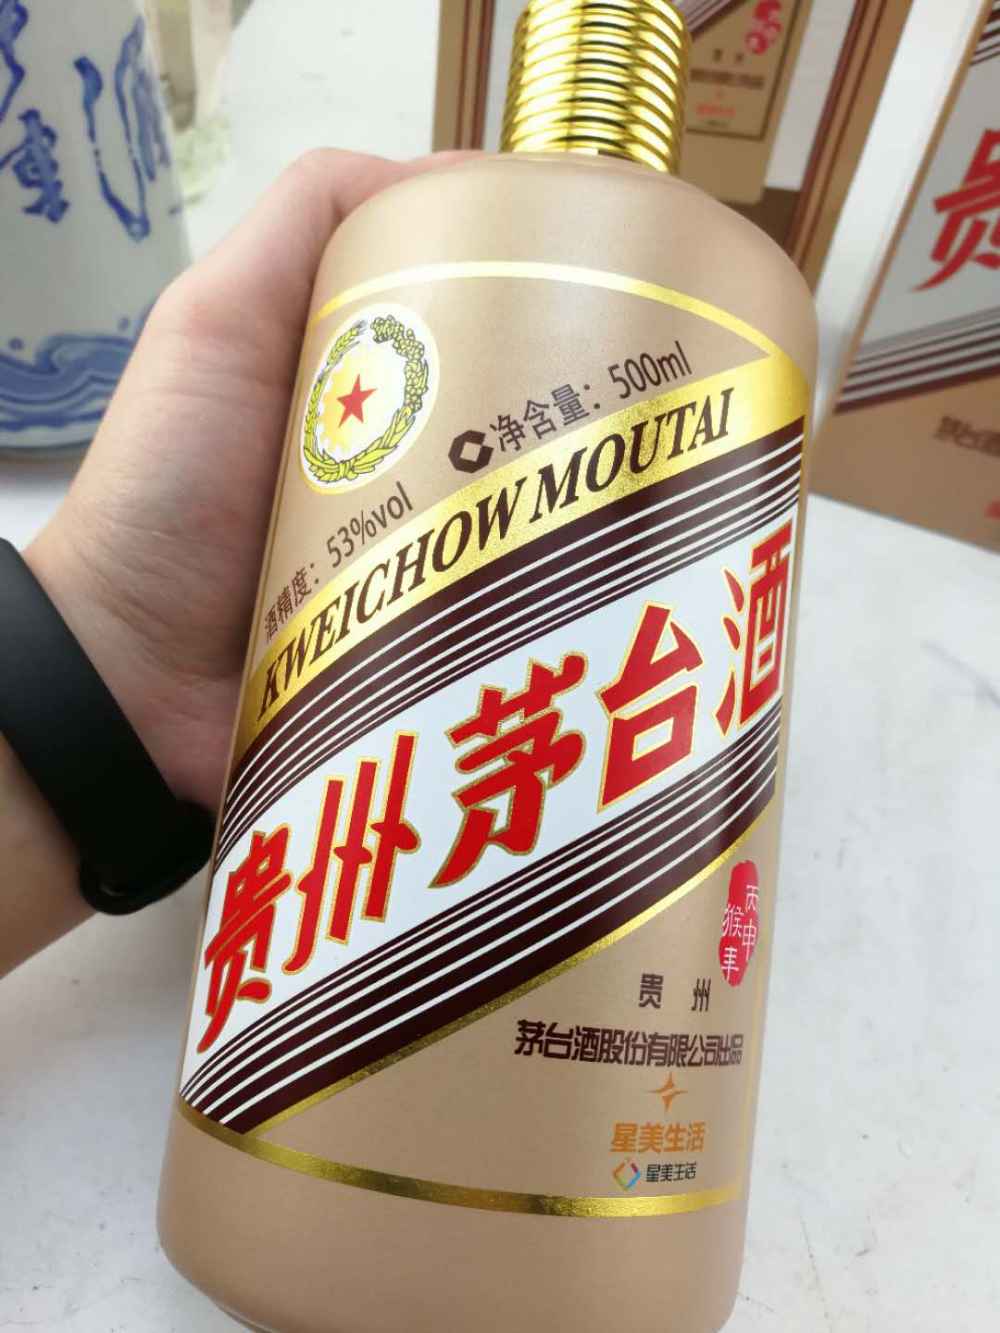 净含量：500ml
酒精度：53%vol
KWEICHOW MOUTAI
贵州茅台酒
丙申
猴年
贵 州
茅台酒股份有限公司出品
星美生活
星美生活
贵